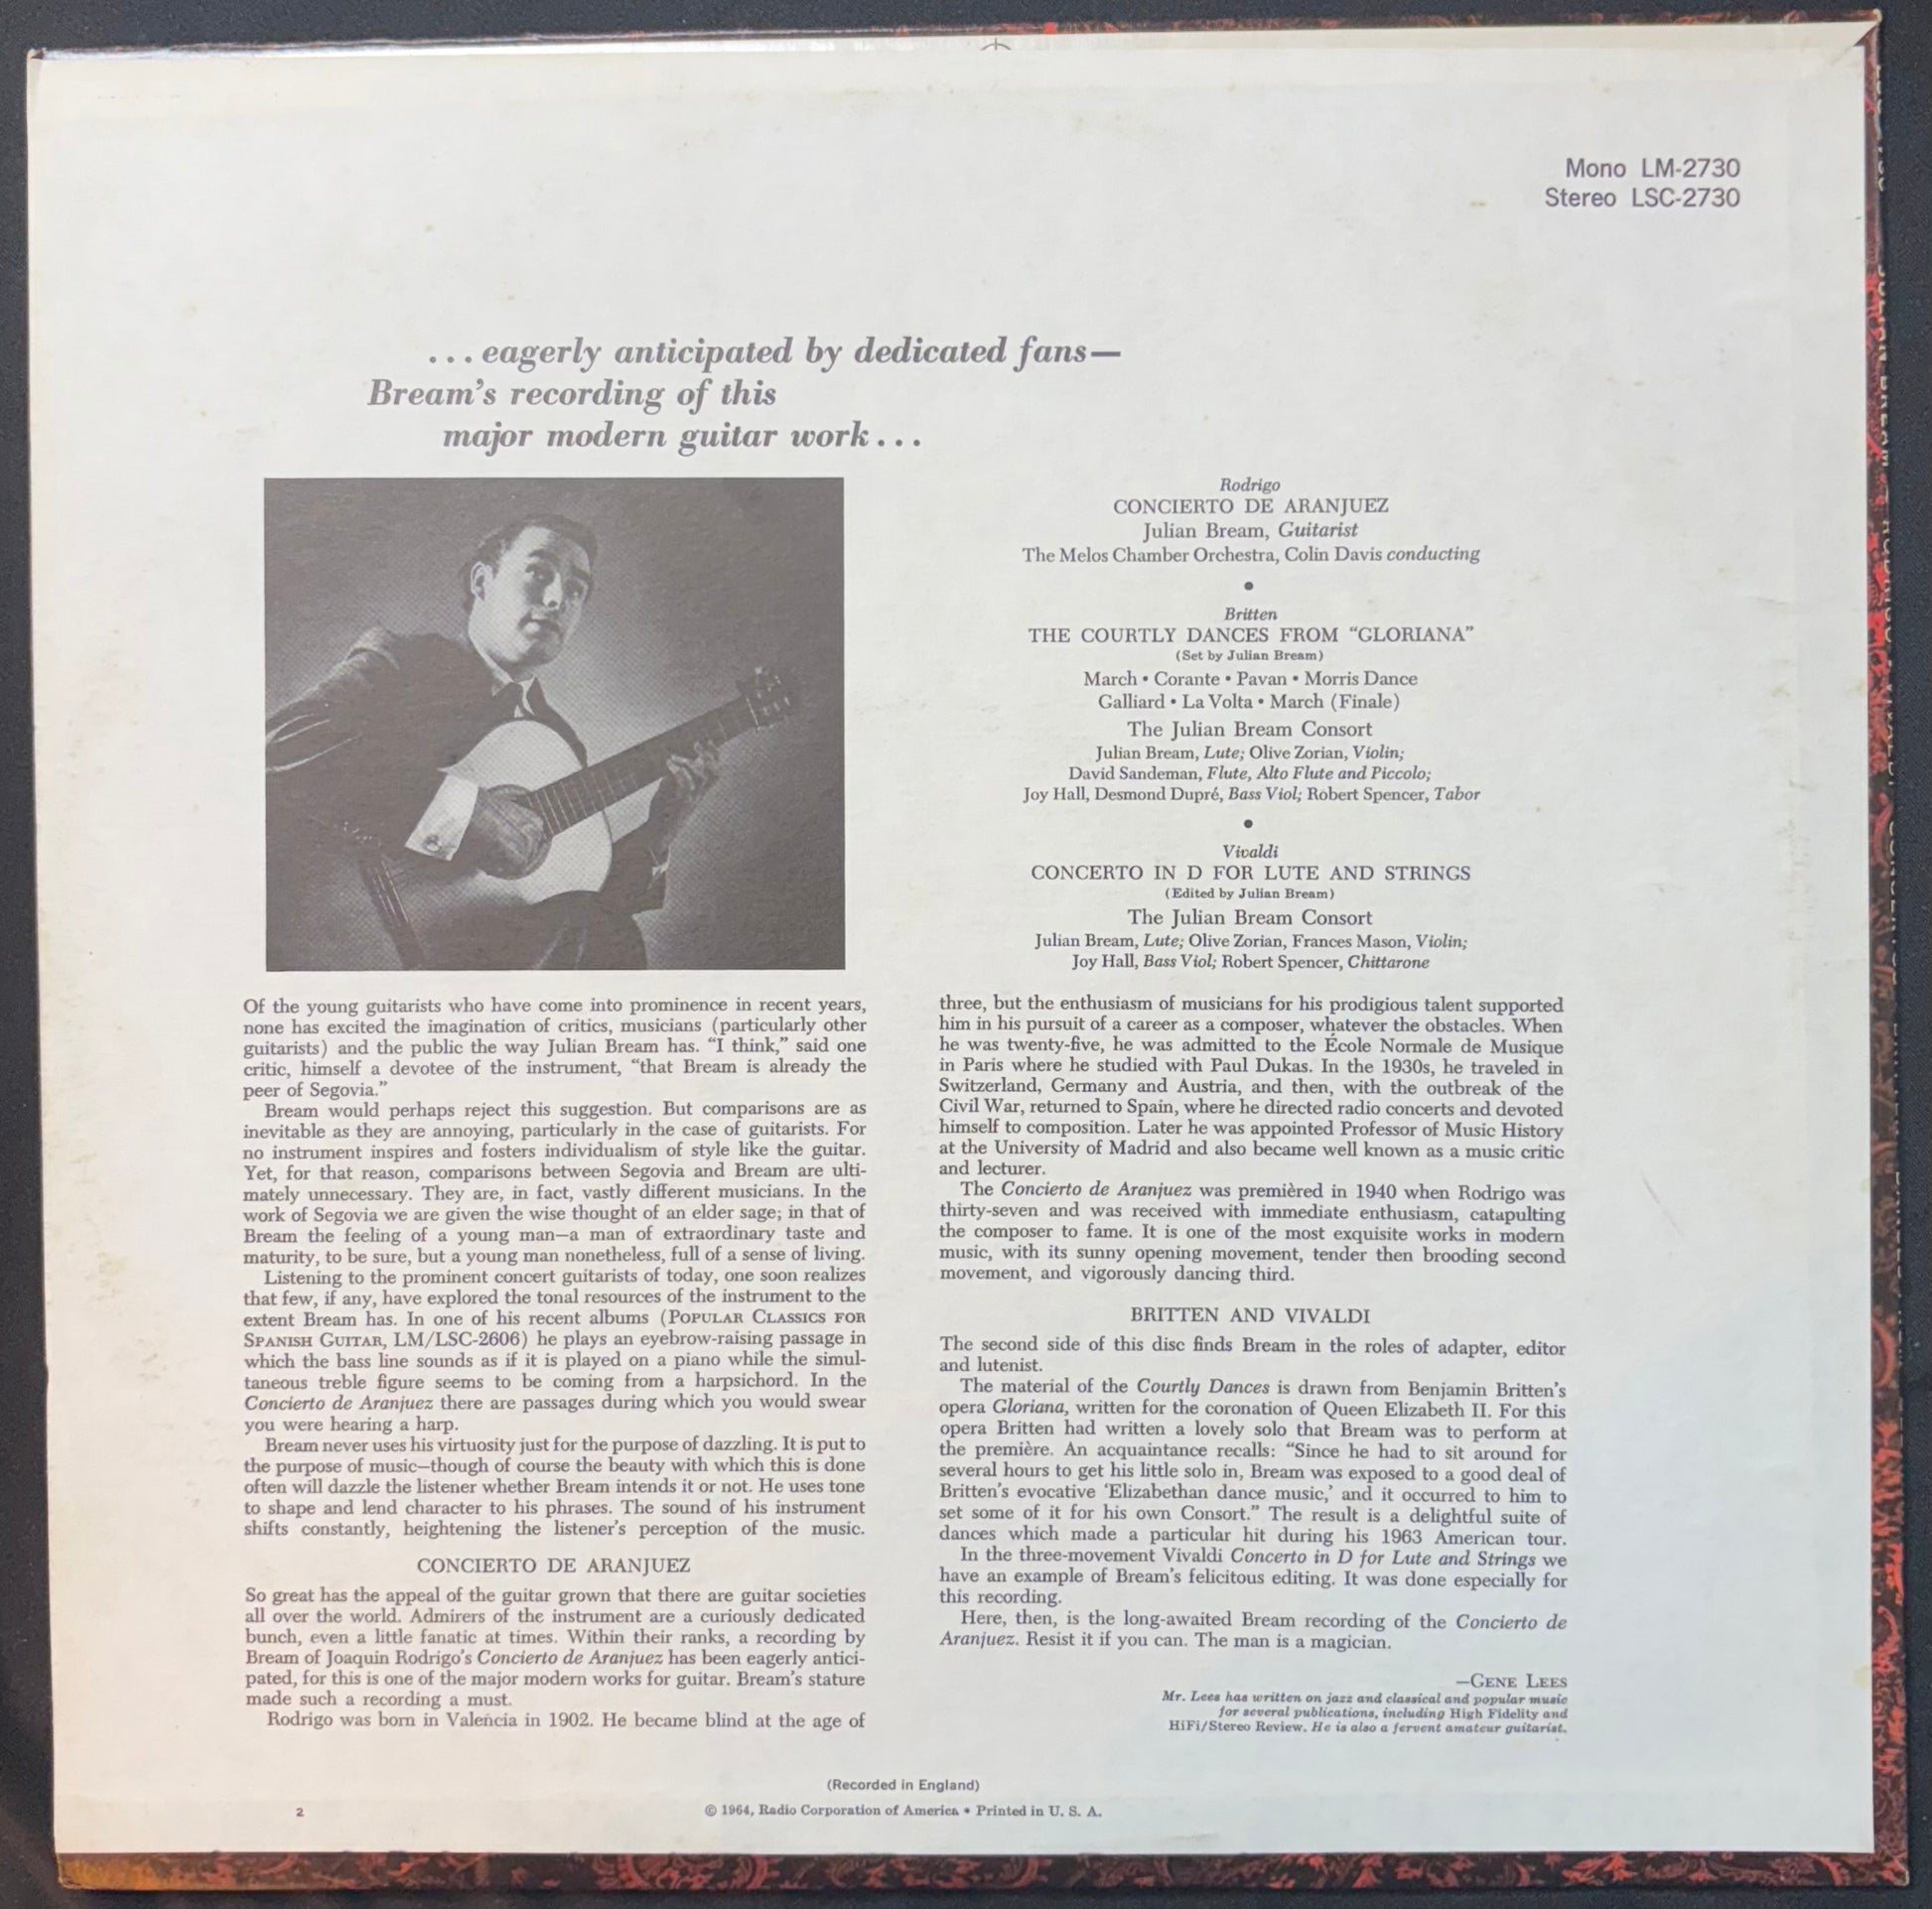 Mono LM-2730
Stereo LSC-2730
...eagerly anticipated by dedicated fans—
Bream's recording of this
major modern guitar work...
Rodrigo
CONCIERTO DE ARANJUEZ
Julian Bream, Guitarist
The Melos Chamber Orchestra, Colin Davis conducting
•
Britten
THE COURTLY DANCES FROM “GLORIANA”
(Set by Julian Bream)
March • Corante • Pavan • Morris Dance
Galliard • La Volta • March (Finale)
The Julian Bream Consort
Julian Bream, Lute; Olive Zorian, Violin;
David Sandeman, Flute, Alto Flute and Piccolo;
Joy Hall, Desmond Dupré, Bass Viol; Robert Spencer, Tabor
•
Vivaldi
CONCERTO IN D FOR LUTE AND STRINGS
(Edited by Julian Bream)
The Julian Bream Consort
Julian Bream, Lute; Olive Zorian, Frances Mason, Violin;
Joy Hall, Bass Viol; Robert Spencer, Chittarone
Of the young guitarists who have come into prominence in recent years,
none has excited the imagination of critics, musicians (particularly other
guitarists) and the public the way Julian Bream has. “I think,” said one
critic, himself a devotee of the instrument, “that Bream is already the
peer of Segovia.”
Bream would perhaps reject this suggestion. But comparisons are as
inevitable as they are annoying, particularly in the case of guitarists. For
no instrument inspires and fosters individualism of style like the guitar.
Yet, for that reason, comparisons between Segovia and Bream are ulti-
mately unnecessary. They are, in fact, vastly different musicians. In the
work of Segovia we are given the wise thought of an elder sage; in that of
Bream the feeling of a young man—a man of extraordinary taste and
maturity, to be sure, but a young man nonetheless, full of a sense of living.
Listening to the prominent concert guitarists of today, one soon realizes
that few, if any, have explored the tonal resources of the instrument to the
extent Bream has. In one of his recent albums (POPULAR CLASSICS FOR
SPANISH GUITAR, LM/LSC-2606) he plays an eyebrow-raising passage in
which the bass line sounds as if it is played on a piano while the simul-
taneous treble figure seems to be coming from a harpsichord. In the
Concierto de Aranjuez there are passages during which you would swear
you were hearing a harp.
Bream never uses his virtuosity just for the purpose of dazzling. It is put to
the purpose of music—though of course the beauty with which this is done
often will dazzle the listener whether Bream intends it or not. He uses tone
to shape and lend character to his phrases. The sound of his instrument
shifts constantly, heightening the listener's perception of the music.
CONCIERTO DE ARANJUEZ
So great has the appeal of the guitar grown that there are guitar societies
all over the world. Admirers of the instrument are a curiously dedicated
bunch, even a little fanatic at times. Within their ranks, a recording by
Bream of Joaquin Rodrigo's Concierto de Aranjuez has been eagerly antici-
pated, for this is one of the major modern works for guitar. Bream's stature
made such a recording a must.
Rodrigo was born in Valencia in 1902. He became blind at the age of
three, but the enthusiasm of musicians for his prodigious talent supported
him in his pursuit of a career as a composer, whatever the obstacles. When
he was twenty-five, he was admitted to the École Normale de Musique
in Paris where he studied with Paul Dukas. In the 1930s, he traveled in
Switzerland, Germany and Austria, and then, with the outbreak of the
Civil War, returned to Spain, where he directed radio concerts and devoted
himself to composition. Later he was appointed Professor of Music History
at the University of Madrid and also became well known as a music critic
and lecturer.
The Concierto de Aranjuez was premièred in 1940 when Rodrigo was
thirty-seven and was received with immediate enthusiasm, catapulting
the composer to fame. It is one of the most exquisite works in modern
music, with its sunny opening movement, tender then brooding second
movement, and vigorously dancing third.
BRITTEN AND VIVALDI
The second side of this disc finds Bream in the roles of adapter, editor
and lutenist.
The material of the Courtly Dances is drawn from Benjamin Britten's
opera Gloriana, written for the coronation of Queen Elizabeth II. For this
opera Britten had written a lovely solo that Bream was to perform at
the première. An acquaintance recalls: “Since he had to sit around for
several hours to get his little solo in, Bream was exposed to a good deal of
Britten's evocative ‘Elizabethan dance music,’ and it occurred to him to
set some of it for his own Consort.” The result is a delightful suite of
dances which made a particular hit during his 1963 American tour.
In the three-movement Vivaldi Concerto in D for Lute and Strings we
have an example of Bream's felicitous editing. It was done especially for
this recording.
Here, then, is the long-awaited Bream recording of the Concierto de
Aranjuez. Resist it if you can. The man is a magician.
—GENE LEES
Mr. Lees has written on jazz and classical and popular music
for several publications, including High Fidelity and
HiFi/Stereo Review. He is also a fervent amateur guitarist.
(Recorded in England)
2
© 1964, Radio Corporation of America • Printed in U. S. A.